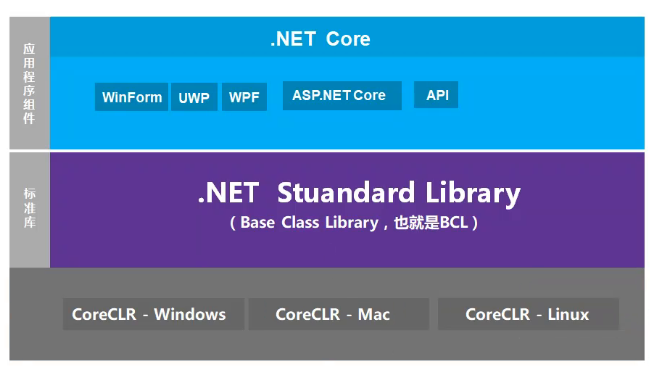 应用程序组件
.NET Core
WinForm
UWP
WPF
ASP.NET Core
API
标准库
.NET Stuandard Library
（Base Class Library，也就是BCL）
CoreCLR - Windows
CoreCLR - Mac
CoreCLR - Linux